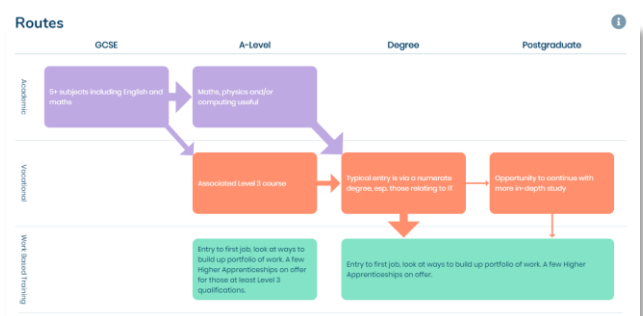 Routes
i
GCSE
A-Level
Degree
Postgraduate
Academic
5+ subjects including English and
maths
Maths, physics and/or
computing useful
Vocational
Associated Level 3 course
Typical entry is via a numerate
degree, esp. those relating to IT
Opportunity to continue with
more in-depth study
Work Based Training
Entry to first job, look at ways to
build up portfolio of work. A few
Higher Apprenticeships on offer
for those at least Level 3
qualifications.
Entry to first job, look at ways to build up portfolio of work. A few Higher
Apprenticeships on offer.